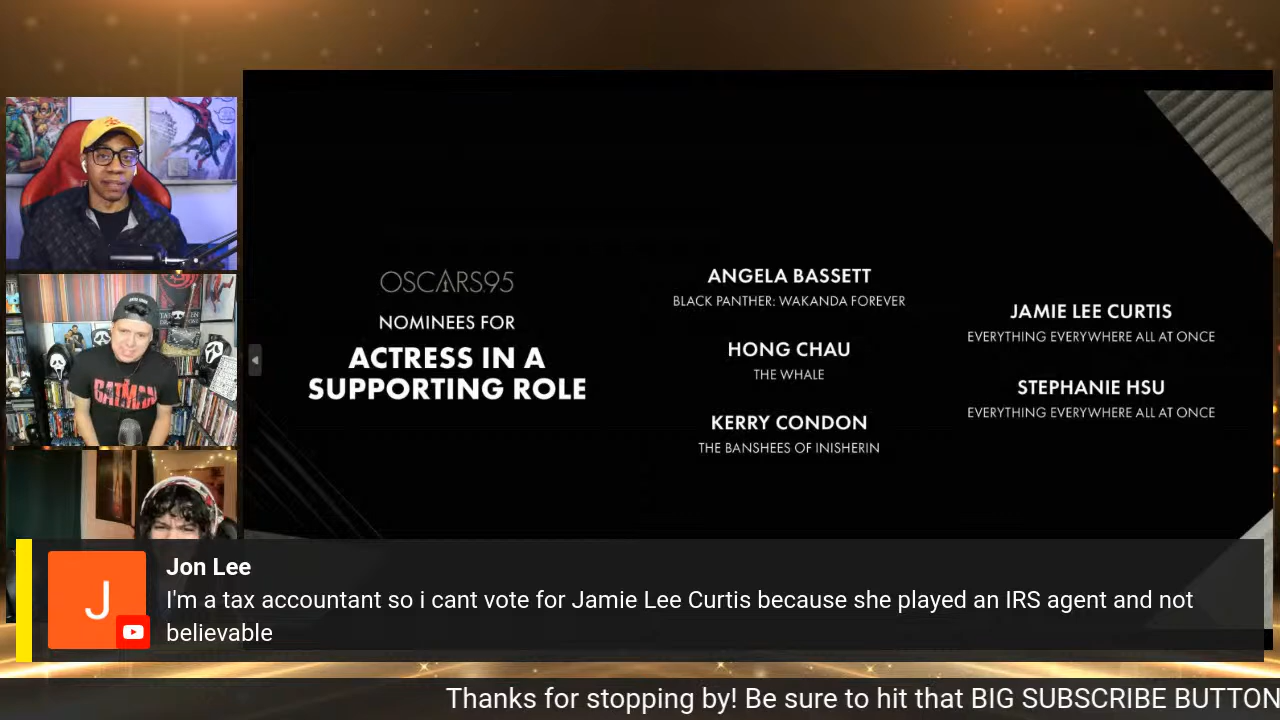 OSCARS95
NOMINEES FOR
ACTRESS IN A
SUPPORTING ROLE
ANGELA BASSETT
BLACK PANTHER: WAKANDA FOREVER
HONG CHAU
THE WHALE
KERRY CONDON
THE BANSHEES OF INISHERIN
JAMIE LEE CURTIS
EVERYTHING EVERYWHERE ALL AT ONCE
STEPHANIE HSU
EVERYTHING EVERYWHERE ALL AT ONCE
BATMAN
J
Jon Lee
I'm a tax accountant so i cant vote for Jamie Lee Curtis because she played an IRS agent and not
believable
Thanks for stopping by! Be sure to hit that BIG SUBSCRIBE BUTTON